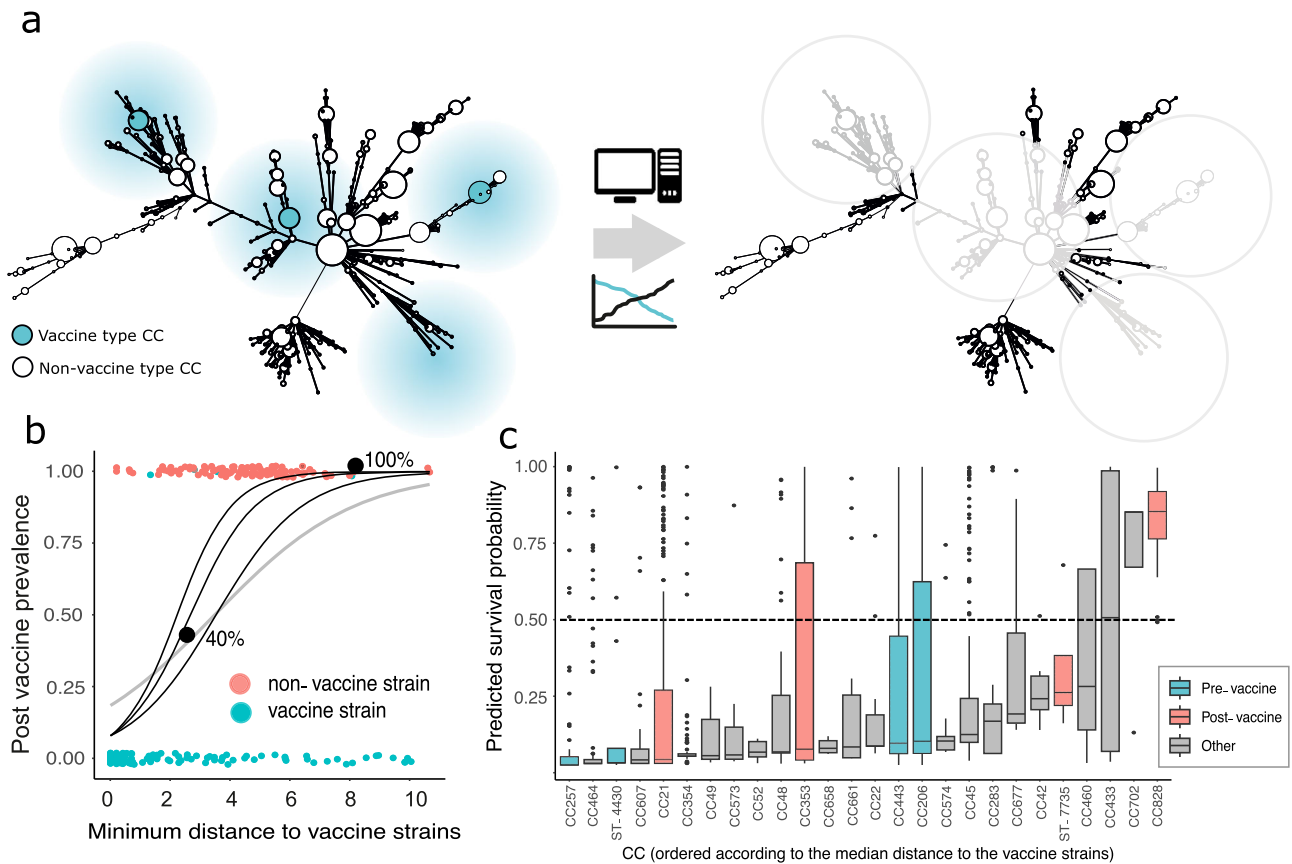 a
Vaccine type CC
Non-vaccine type CC
b
Post vaccine prevalence
1.00
0.75
0.50
0.25
0.00
100%
40%
non-vaccine strain
vaccine strain
0 2 4 6 8 10
Minimum distance to vaccine strains
c
Predicted survival probability
1.00
0.75
0.50
0.25
Pre-vaccine
Post-vaccine
Other
CC257
CC464
ST-4430
CC607
CC21
CC354
CC49
CC573
CC52
CC48
CC353
CC658
CC661
CC22
CC443
CC206
CC574
CC45
CC283
CC677
CC42
ST-7735
CC460
CC433
CC702
CC828
CC (ordered according to the median distance to the vaccine strains)